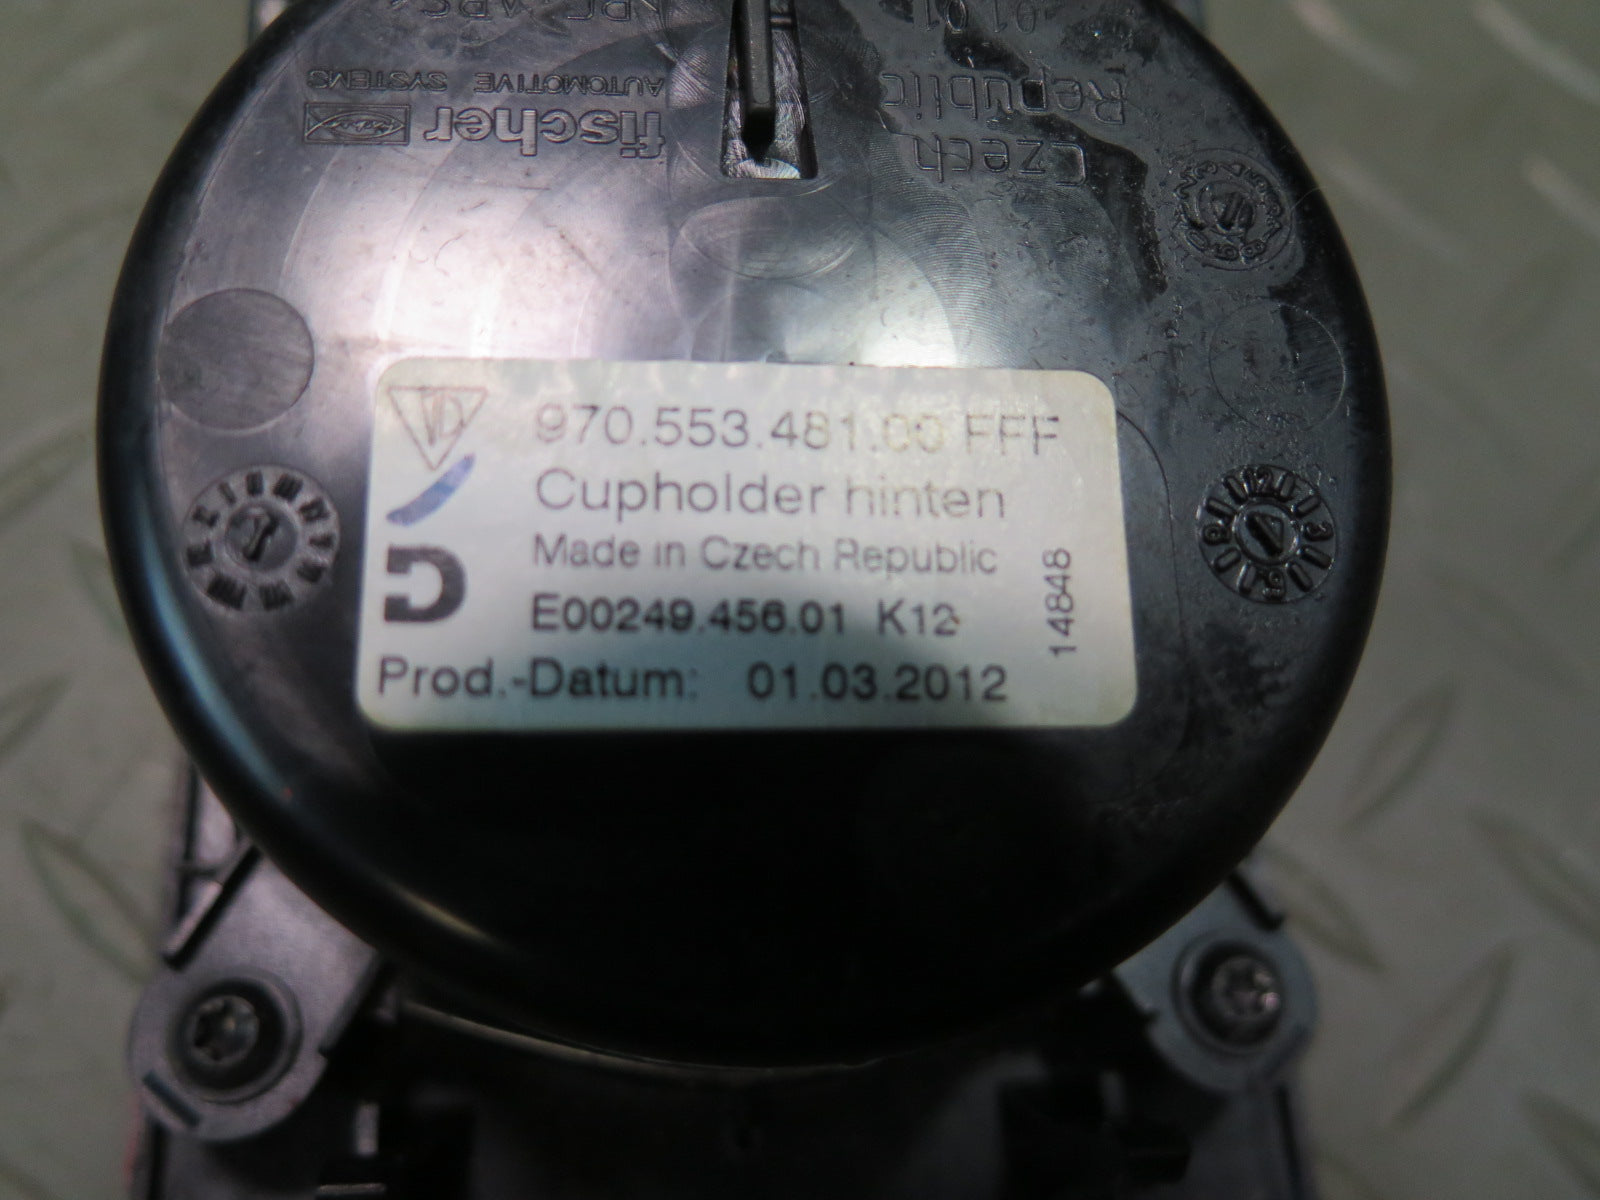 fischer
AUTOMOTIVE SYSTEMS
Czech
Republic
970.553.481.00 FFF
Cupholder hinten
Made in Czech Republic
E00249.456.01 K12
14848
Prod.-Datum: 01.03.2012